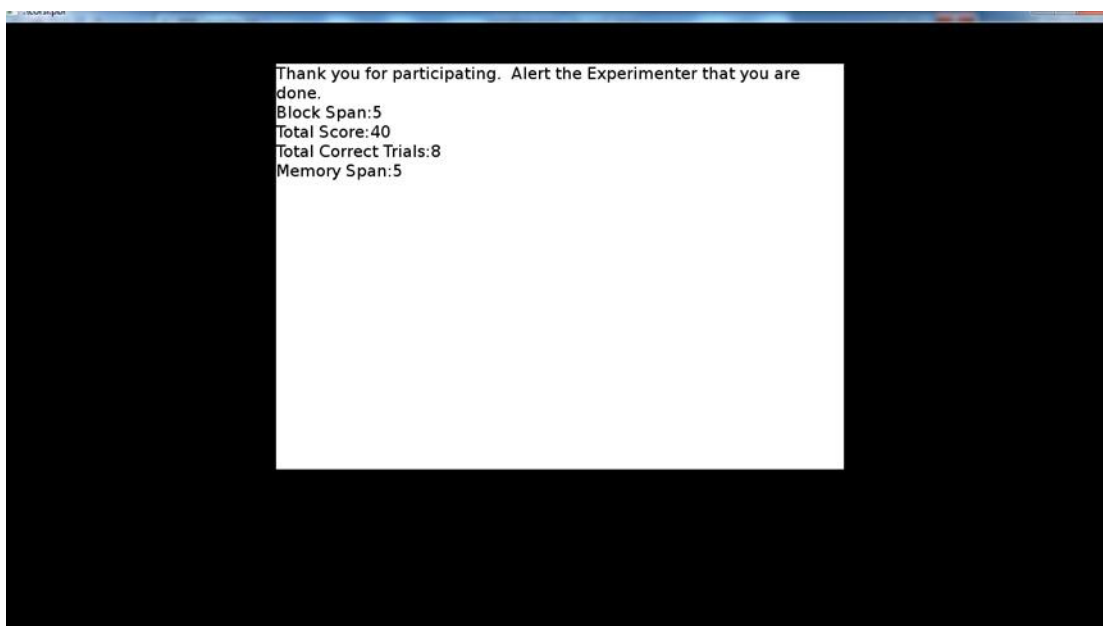 Thank you for participating.  Alert the Experimenter that you are
done.
Block Span:5
Total Score:40
Total Correct Trials:8
Memory Span:5